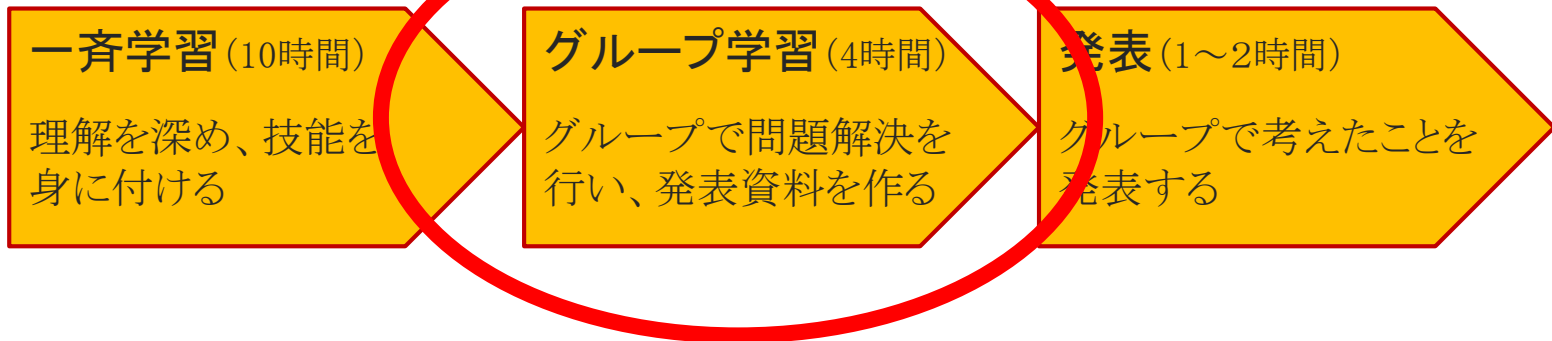 一斉学習(10時間)
理解を深め、技能を
身に付ける
グループ学習(4時間)
グループで問題解決を
行い、発表資料を作る
発表(1～2時間)
グループで考えたことを
発表する